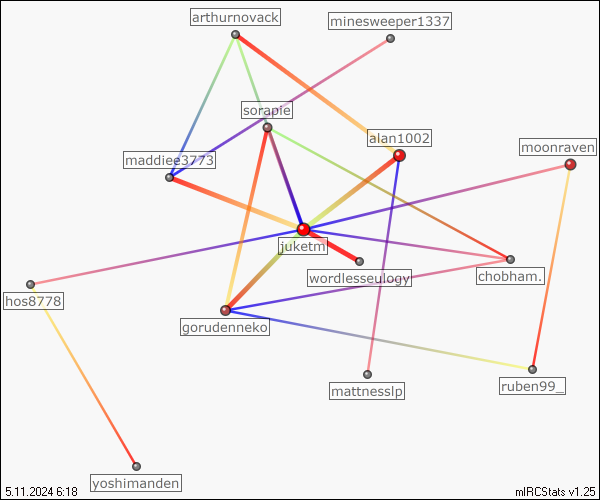 arthurnovack
minesweeper1337
sorapie
alan1002
moonraven
maddiee3773
juketm
wordlesseulogy
chobham.
hos8778
gorudenneko
mattnesslp
ruben99_
yoshimanden
5.11.2024 6:18
mIRCStats v1.25